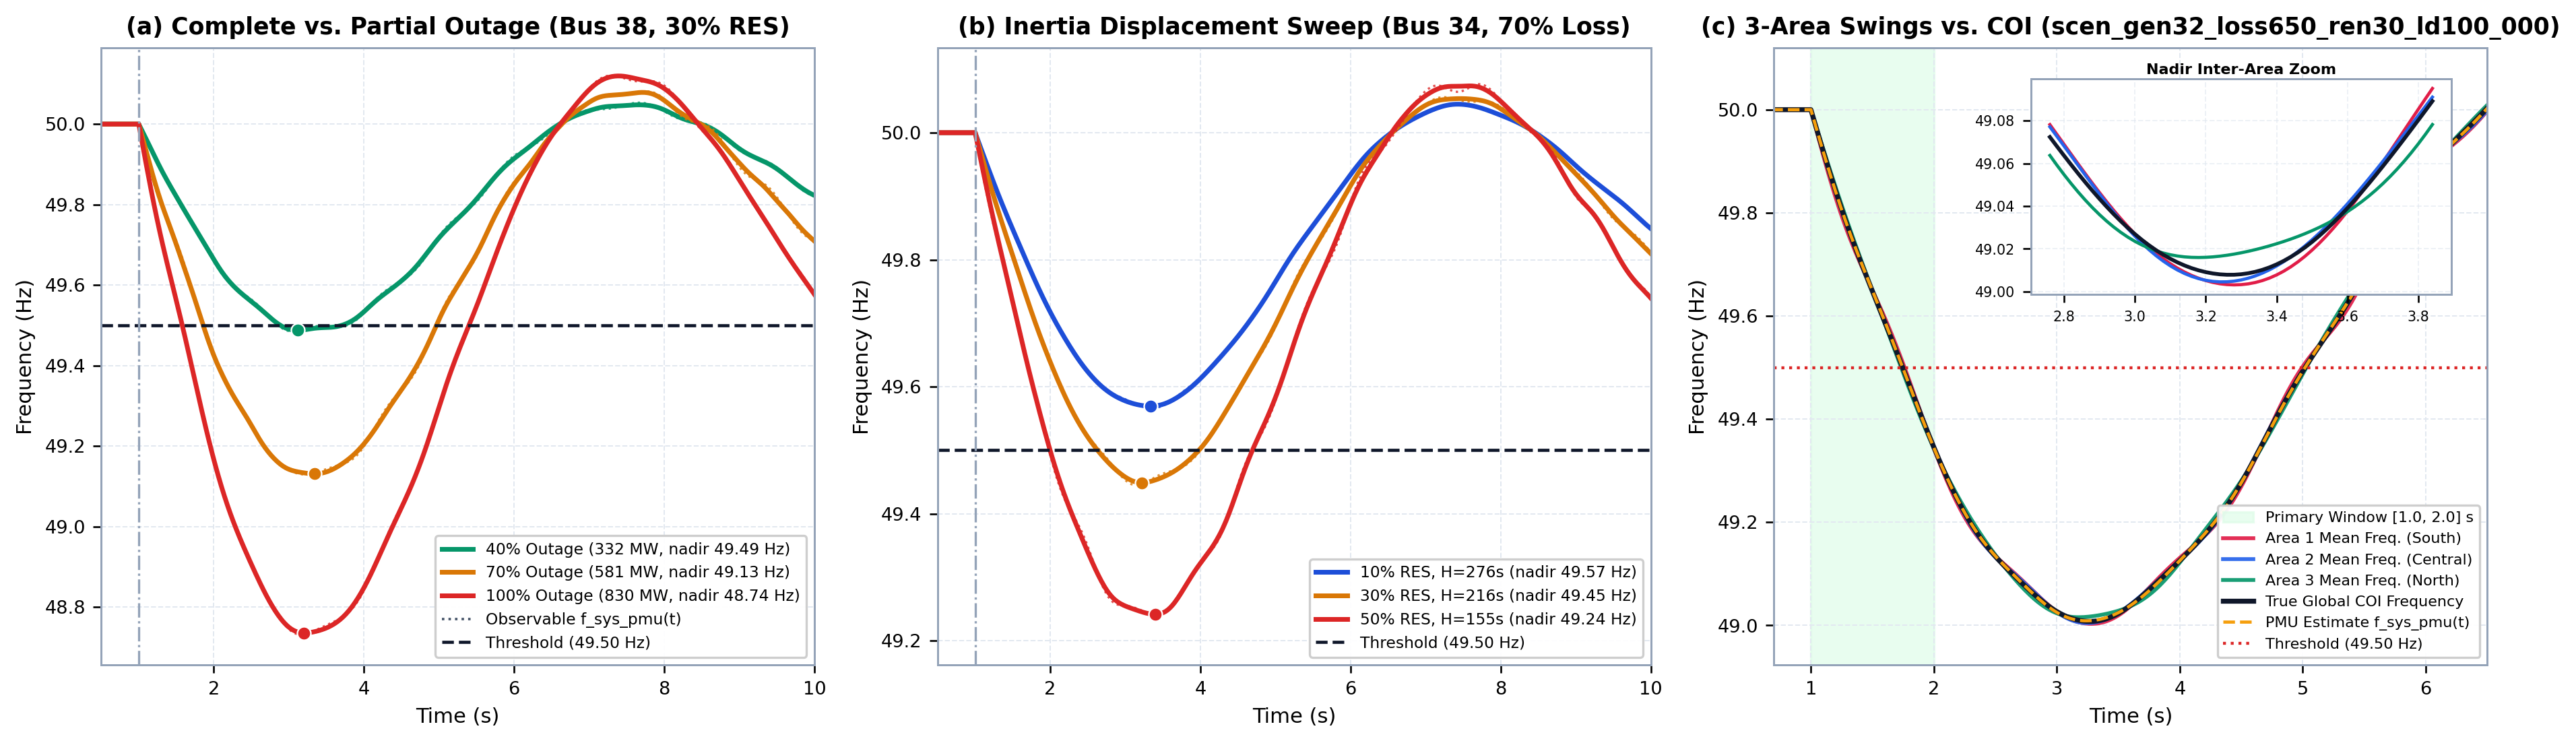 (a) Complete vs. Partial Outage (Bus 38, 30% RES)
Frequency (Hz)
50.0
49.8
49.6
49.4
49.2
49.0
48.8
40% Outage (332 MW, nadir 49.49 Hz)
70% Outage (581 MW, nadir 49.13 Hz)
100% Outage (830 MW, nadir 48.74 Hz)
Observable f_sys_pmu(t)
Threshold (49.50 Hz)
2 4 6 8 10
Time (s)
(b) Inertia Displacement Sweep (Bus 34, 70% Loss)
Frequency (Hz)
50.0
49.8
49.6
49.4
49.2
10% RES, H=276s (nadir 49.57 Hz)
30% RES, H=216s (nadir 49.45 Hz)
50% RES, H=155s (nadir 49.24 Hz)
Threshold (49.50 Hz)
2 4 6 8 10
Time (s)
(c) 3-Area Swings vs. COI (scen_gen32_loss650_ren30_ld100_000)
Frequency (Hz)
50.0
49.8
49.6
49.4
49.2
49.0
Nadir Inter-Area Zoom
49.08
49.06
49.04
49.02
49.00
2.8 3.0 3.2 3.4 3.6 3.8
Primary Window [1.0, 2.0] s
Area 1 Mean Freq. (South)
Area 2 Mean Freq. (Central)
Area 3 Mean Freq. (North)
True Global COI Frequency
PMU Estimate f_sys_pmu(t)
Threshold (49.50 Hz)
1 2 3 4 5 6
Time (s)